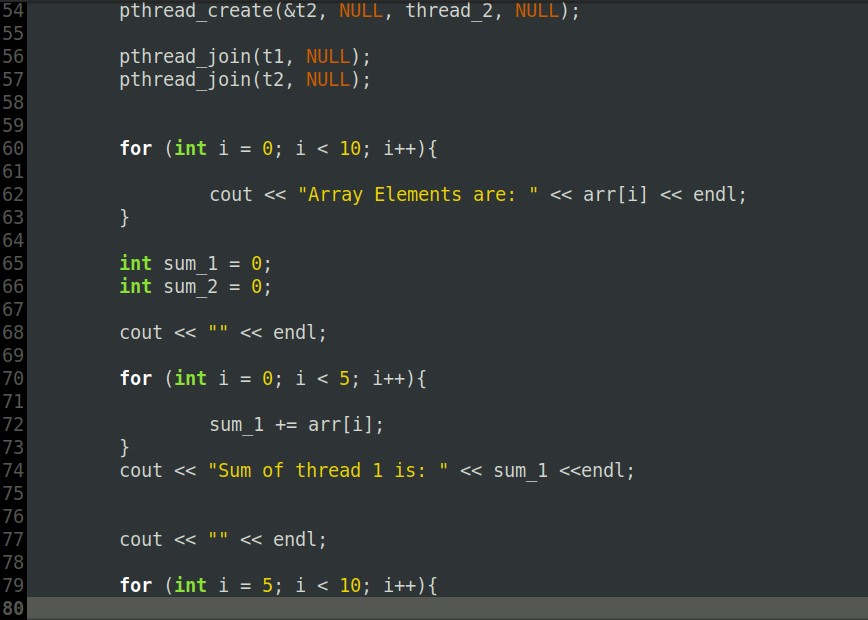 54 pthread_create(&t2, NULL, thread_2, NULL);
55
56 pthread_join(t1, NULL);
57 pthread_join(t2, NULL);
58
59
60 for (int i = 0; i < 10; i++){
61
62 cout << "Array Elements are: " << arr[i] << endl;
63 }
64
65 int sum_1 = 0;
66 int sum_2 = 0;
67
68 cout << "" << endl;
69
70 for (int i = 0; i < 5; i++){
71
72 sum_1 += arr[i];
73 }
74 cout << "Sum of thread 1 is: " << sum_1 <<endl;
75
76
77 cout << "" << endl;
78
79 for (int i = 5; i < 10; i++){
80